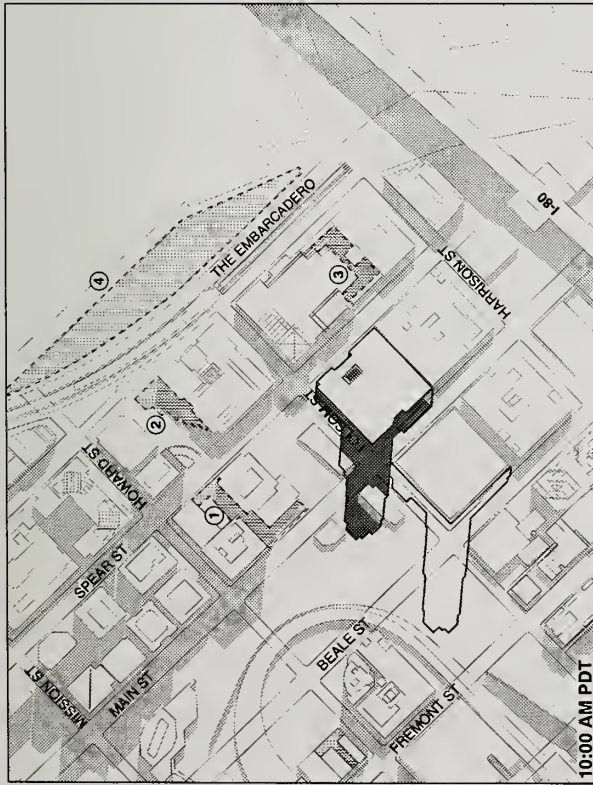 ④
THE EMBARCADERO
③
I-80
HARRISON ST
②
HOWARD ST
①
SPEAR ST
MISSION ST
MAIN ST
BEALE ST
FREMONT ST
10:00 AM PDT